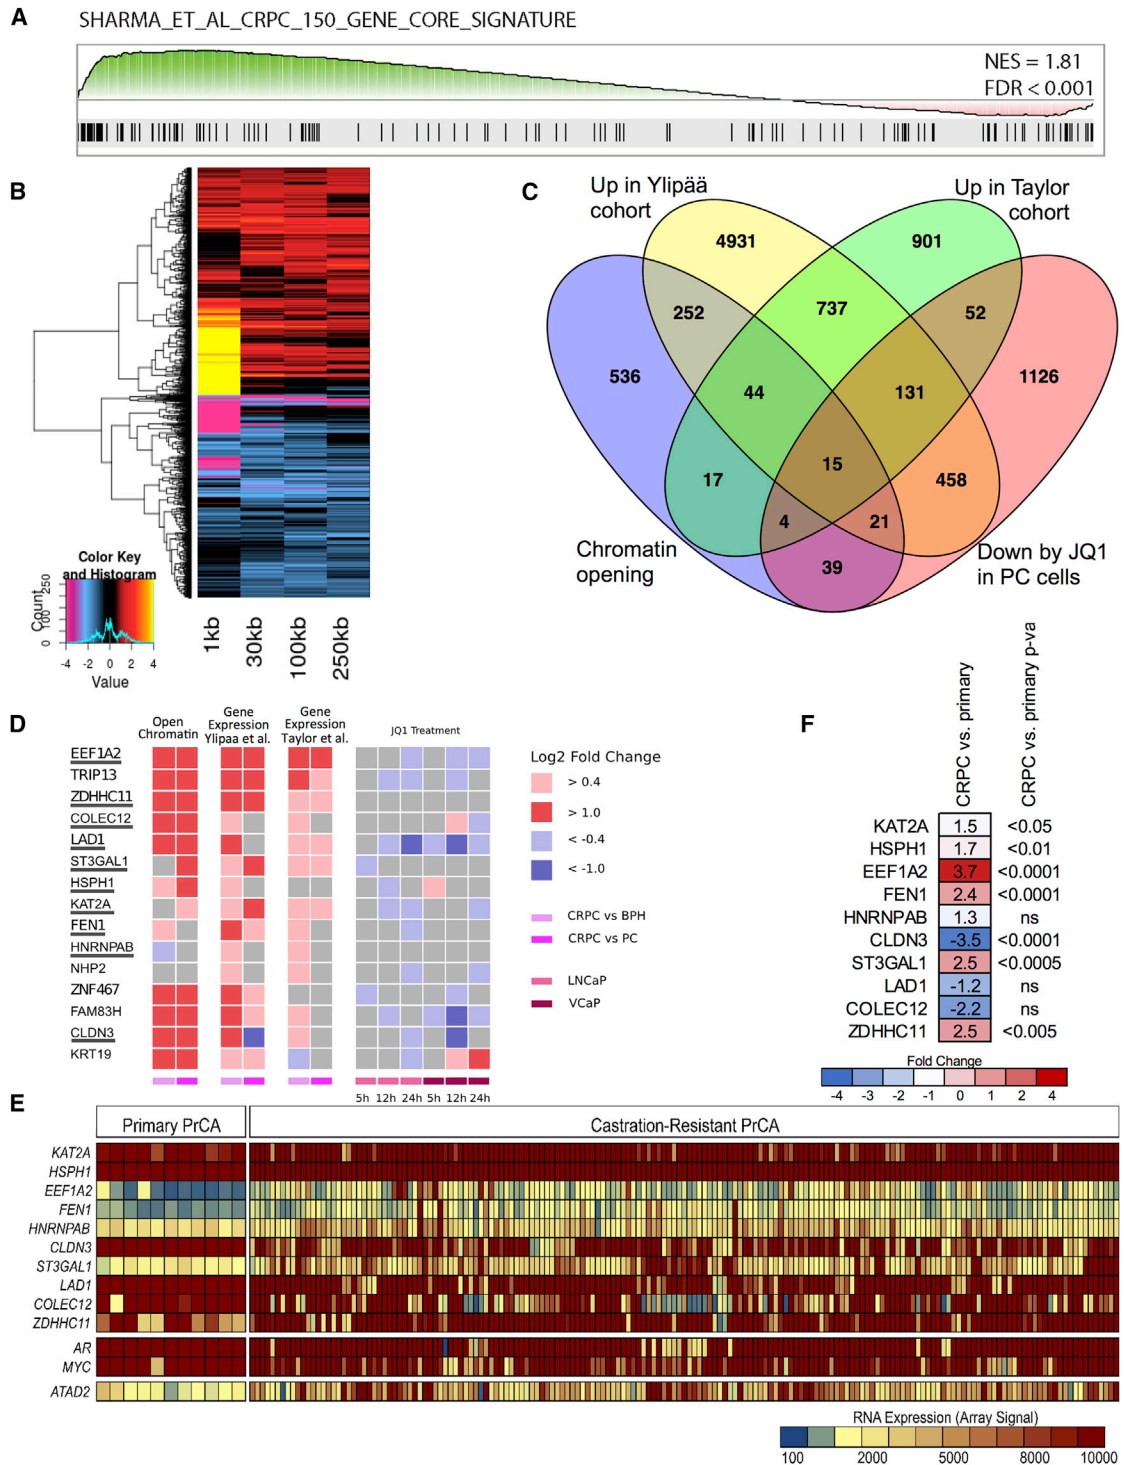 A
SHARMA_ET_AL_CRPC_150_GENE_CORE_SIGNATURE
NES = 1.81
FDR < 0.001
B
Color Key
and Histogram
Count
0 100 250
-4 -2 0 2 4
Value
1kb 30kb 100kb 250kb
C
Up in Ylipää
cohort
Up in Taylor
cohort
4931
901
252
737
52
536
44
131
1126
15
17
458
4
21
39
Chromatin
opening
Down by JQ1
in PC cells
D
Open
Chromatin
Gene
Expression
Ylipaa et al.
Gene
Expression
Taylor et al.
JQ1 Treatment
EEF1A2
TRIP13
ZDHHC11
COLEC12
LAD1
ST3GAL1
HSPH1
KAT2A
FEN1
HNRNPAB
NHP2
ZNF467
FAM83H
CLDN3
KRT19
5h 12h 24h 5h 12h 24h
Log2 Fold Change
> 0.4
> 1.0
< -0.4
< -1.0
CRPC vs BPH
CRPC vs PC
LNCaP
VCaP
F
CRPC vs. primary
CRPC vs. primary p-va
KAT2A 1.5 <0.05
HSPH1 1.7 <0.01
EEF1A2 3.7 <0.0001
FEN1 2.4 <0.0001
HNRNPAB 1.3 ns
CLDN3 -3.5 <0.0001
ST3GAL1 2.5 <0.0005
LAD1 -1.2 ns
COLEC12 -2.2 ns
ZDHHC11 2.5 <0.005
Fold Change
-4 -3 -2 -1 0 1 2 4
E
Primary PrCA
Castration-Resistant PrCA
KAT2A
HSPH1
EEF1A2
FEN1
HNRNPAB
CLDN3
ST3GAL1
LAD1
COLEC12
ZDHHC11
AR
MYC
ATAD2
RNA Expression (Array Signal)
100 2000 5000 10000